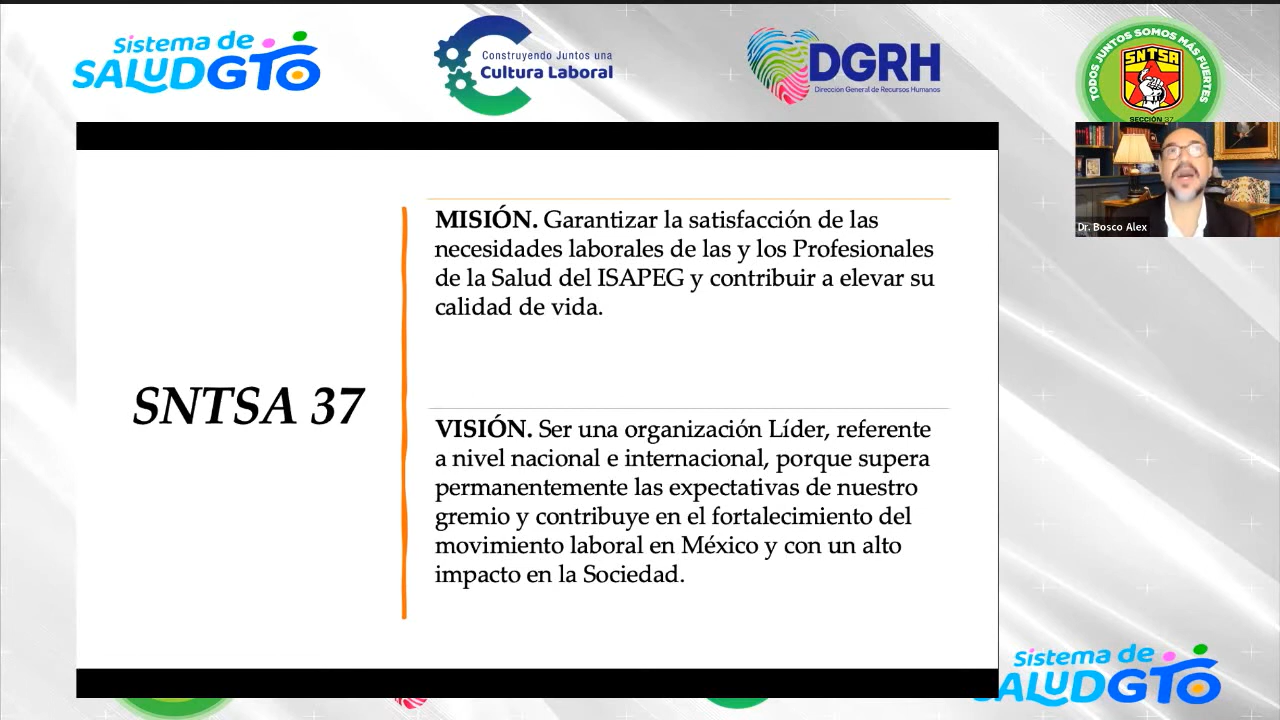 Sistema de
SALUDGTO
Construyendo Juntos una
Cultura Laboral
DGRH
Dirección General de Recursos Humanos
TODOS JUNTOS SOMOS MÁS FUERTES
SNTSA
SECCIÓN 37
Dr. Bosco Alex
MISIÓN. Garantizar la satisfacción de las
necesidades laborales de las y los Profesionales
de la Salud del ISAPEG y contribuir a elevar su
calidad de vida.
SNTSA 37
VISIÓN. Ser una organización Líder, referente
a nivel nacional e internacional, porque supera
permanentemente las expectativas de nuestro
gremio y contribuye en el fortalecimiento del
movimiento laboral en México y con un alto
impacto en la Sociedad.
Sistema de
SALUDGTO